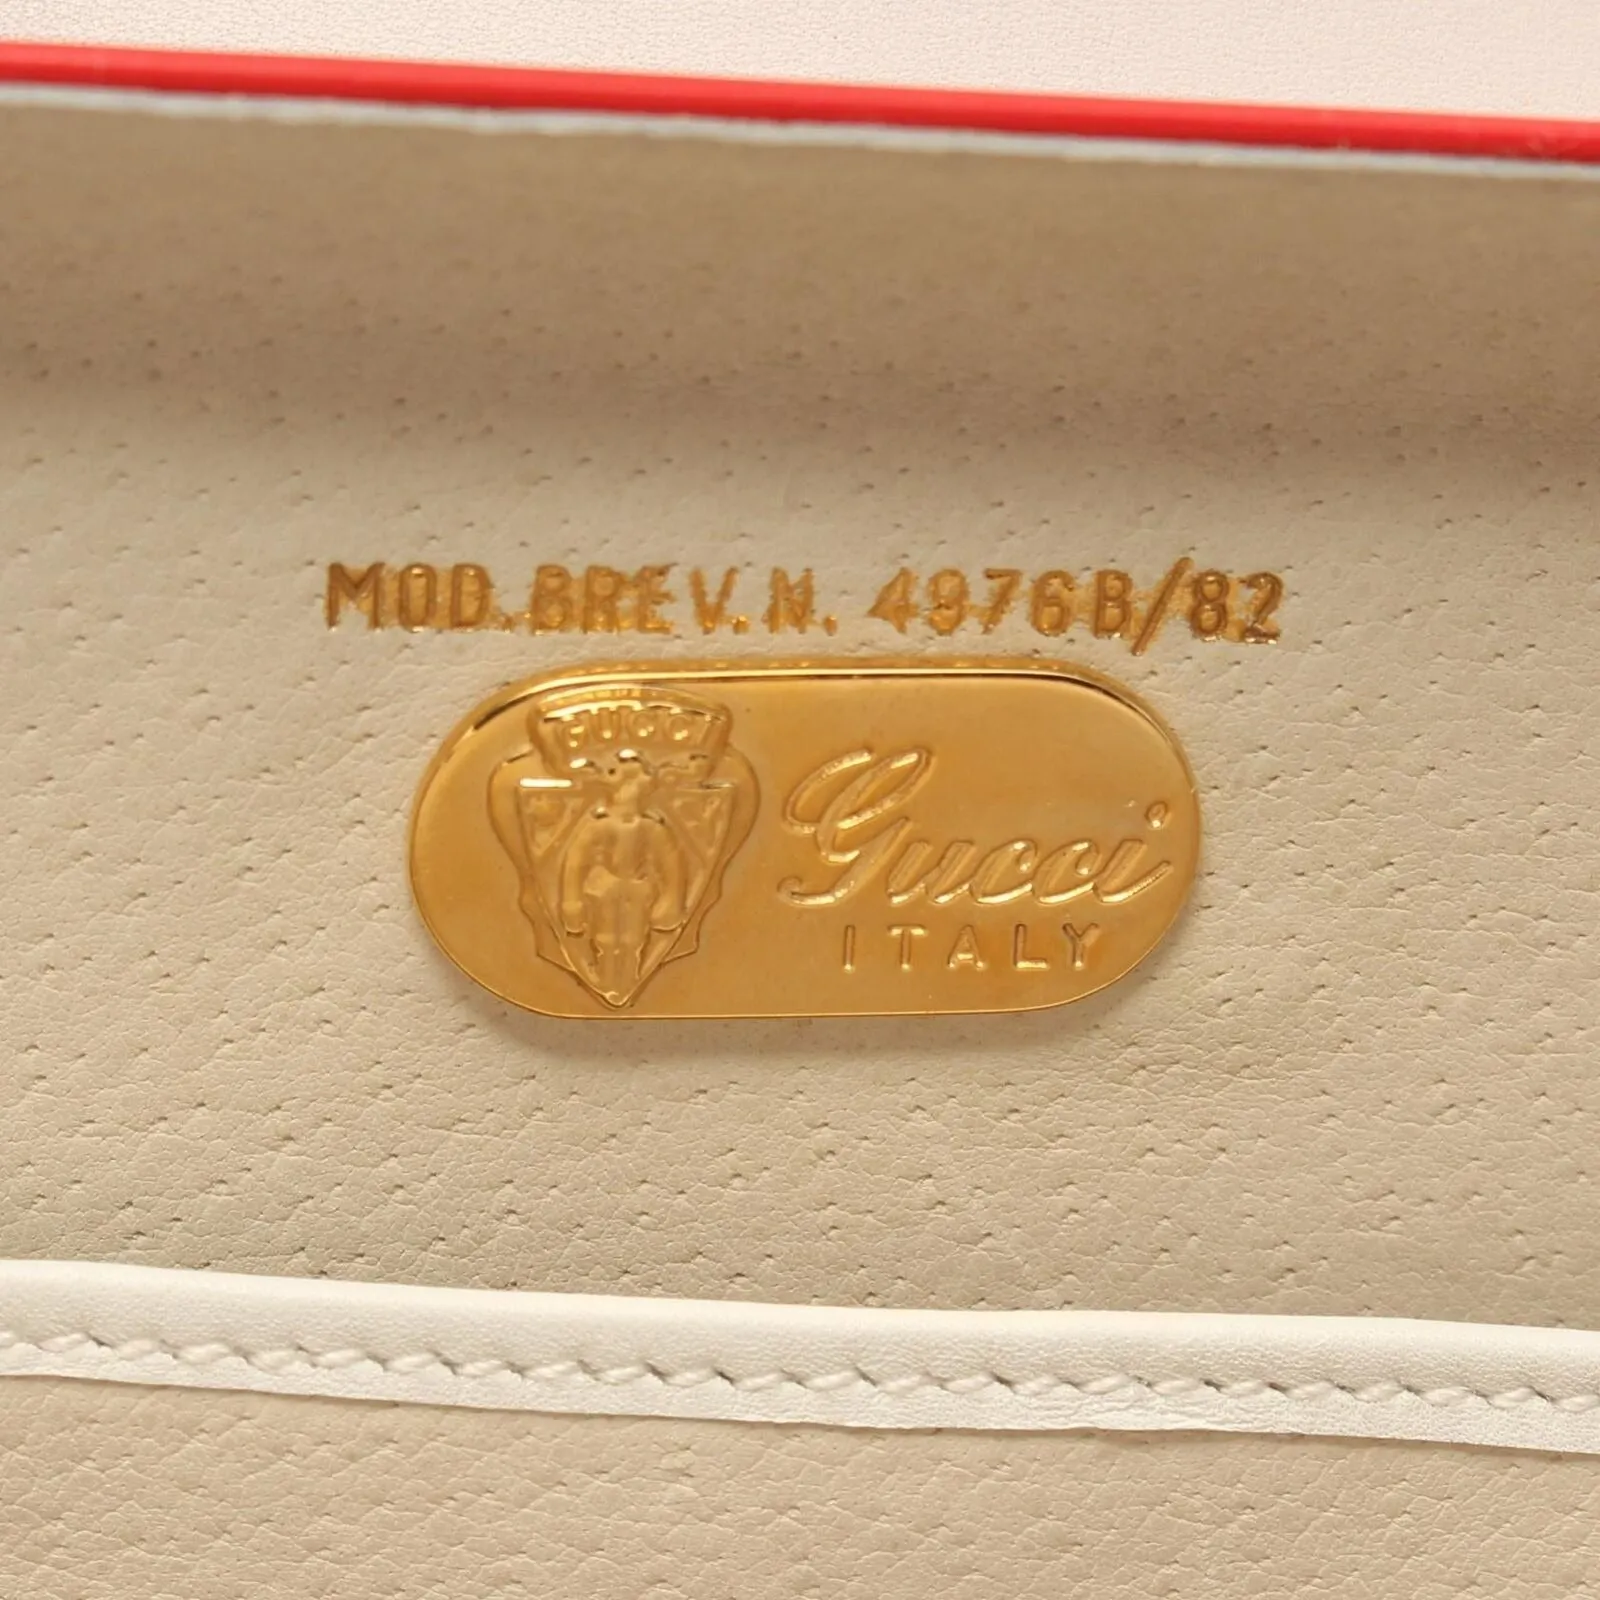 MOD.BREV.N. 4976B/82
GUCCI
Gucci
ITALY